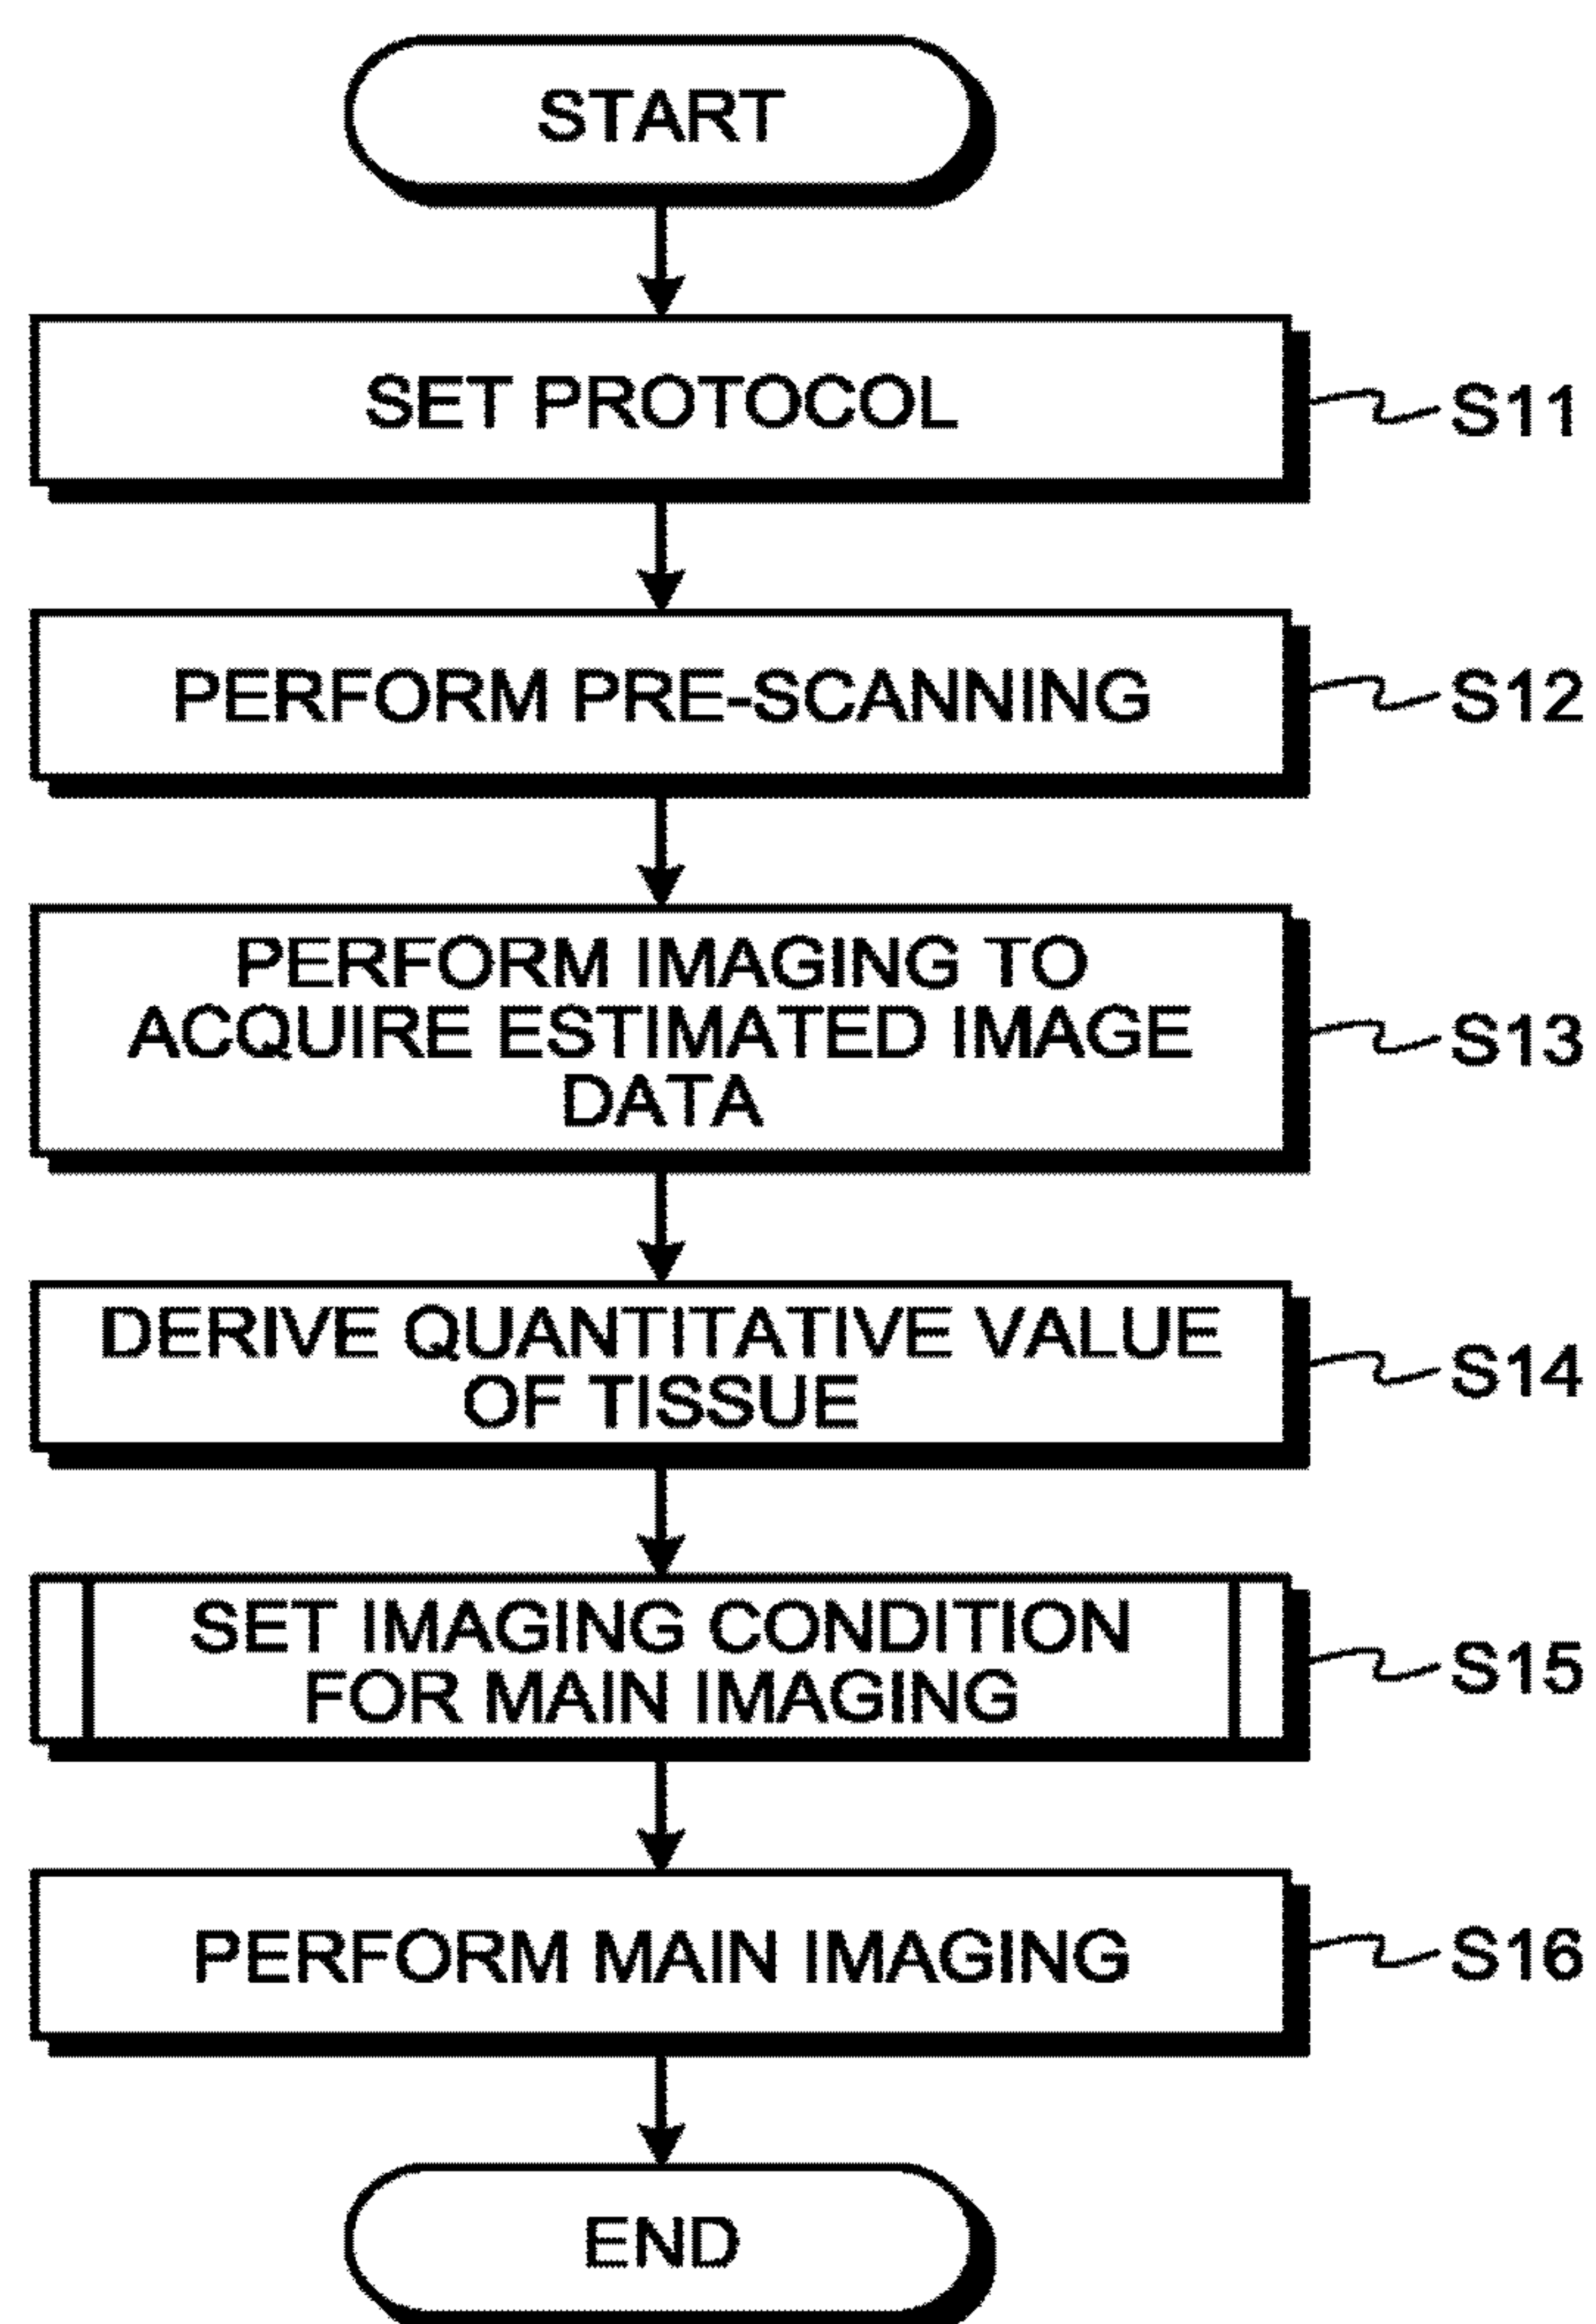 START
SET PROTOCOL
S11
PERFORM PRE-SCANNING
S12
PERFORM IMAGING TO
ACQUIRE ESTIMATED IMAGE
DATA
S13
DERIVE QUANTITATIVE VALUE
OF TISSUE
S14
SET IMAGING CONDITION
FOR MAIN IMAGING
S15
PERFORM MAIN IMAGING
S16
END